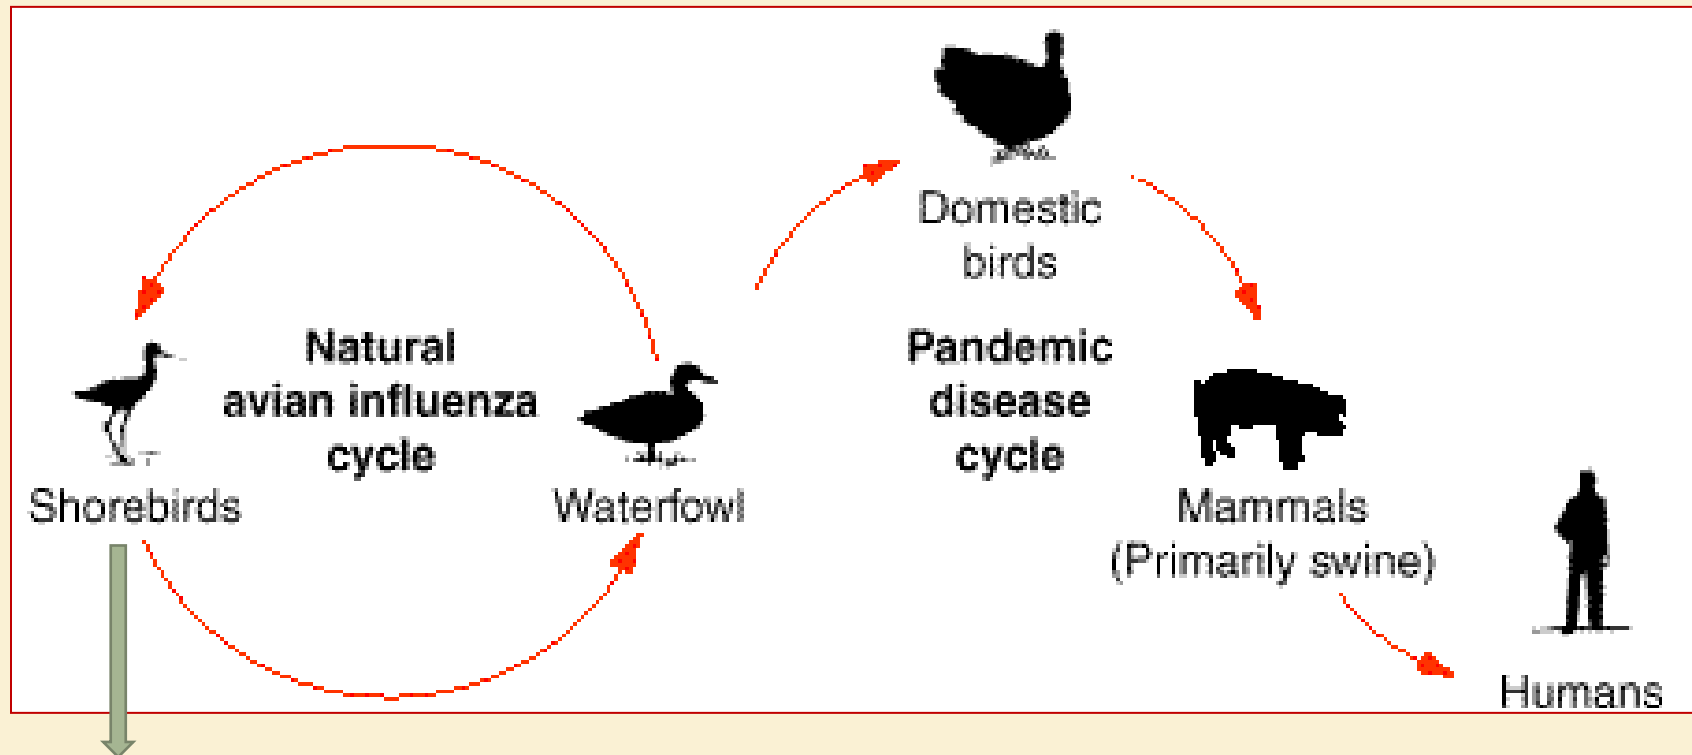 Domestic
birds
Natural
avian influenza
cycle
Pandemic
disease
cycle
Shorebirds
Waterfowl
Mammals
(Primarily swine)
Humans